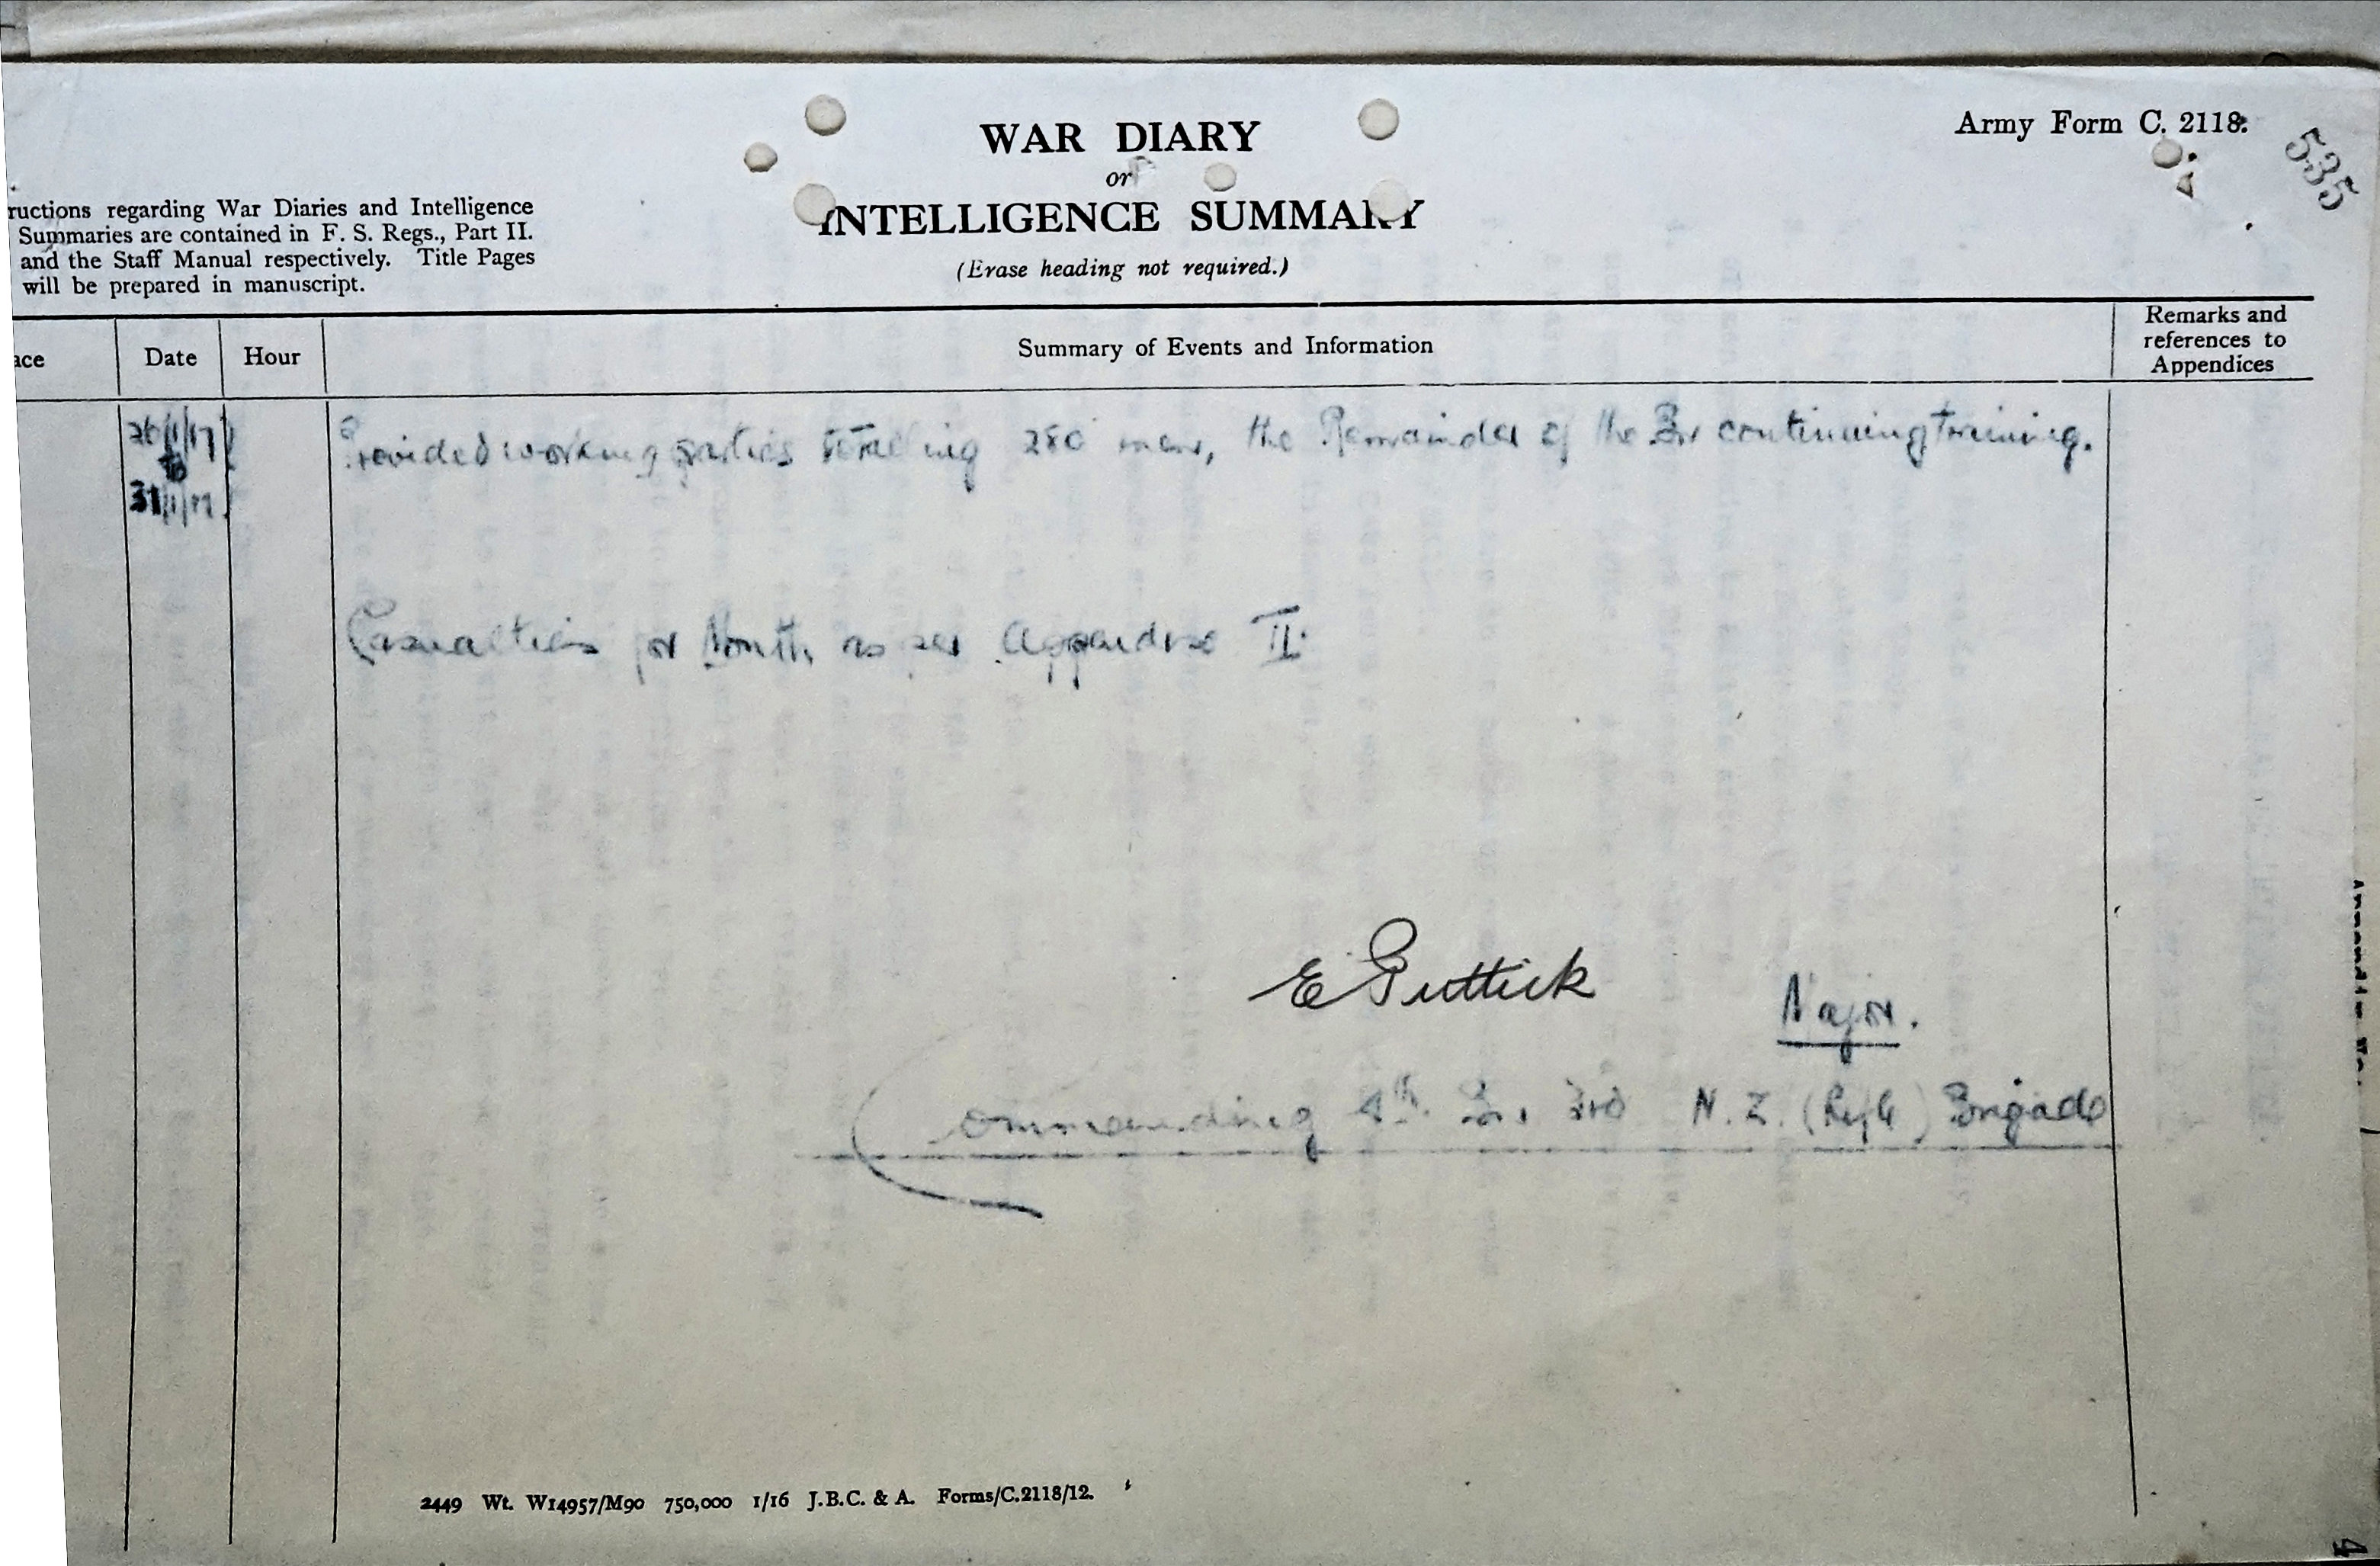 WAR DIARY
or
INTELLIGENCE SUMMARY
(Erase heading not required.)
Army Form C. 2118.
535
ructions regarding War Diaries and Intelligence
Summaries are contained in F. S. Regs., Part II.
and the Staff Manual respectively. Title Pages
will be prepared in manuscript.
ace Date Hour Summary of Events and Information Remarks and
references to
Appendices
26/1/17 Provided working parties totalling 280 men, the Remainder of the Bn continuing training.
to
31/1/17
Casualties for Month as per Appendix II.
E Puttick
Major.
Commanding 4th. Bn. 3rd N.Z. (Rifle) Brigade
2449 Wt. W14957/M90 750,000 1/16 J.B.C. & A. Forms/C.2118/12.
4